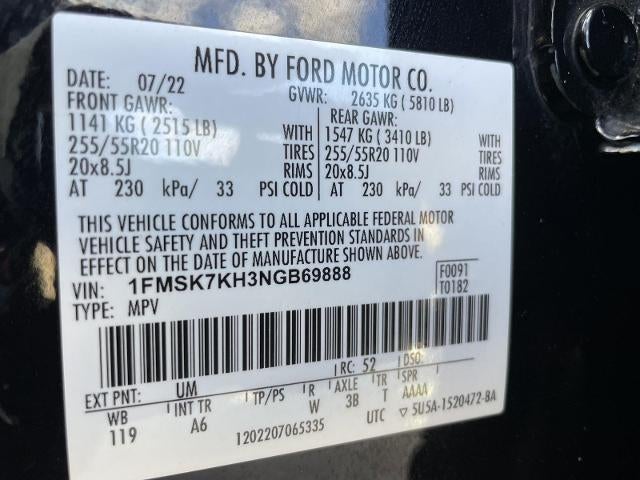 MFD. BY FORD MOTOR CO.
DATE: 07/22 GVWR: 2635 KG ( 5810 LB)
FRONT GAWR: REAR GAWR:
1141 KG ( 2515 LB) WITH 1547 KG ( 3410 LB) WITH
255/55R20 110V TIRES 255/55R20 110V TIRES
20x8.5J RIMS 20x8.5J RIMS
AT 230 kPa/ 33 PSI COLD AT 230 kPa/ 33 PSI COLD
THIS VEHICLE CONFORMS TO ALL APPLICABLE FEDERAL MOTOR
VEHICLE SAFETY AND THEFT PREVENTION STANDARDS IN
EFFECT ON THE DATE OF MANUFACTURE SHOWN ABOVE.
VIN: 1FMSK7KH3NGB69888 F0091
TYPE: MPV T0182
EXT PNT: UM RC: 52 DSO:
WB INT TR TP/PS R AXLE TR SPR
119 A6 W 3B T AAAA
1202207065335 UTC ▽ 5U5A-1520472-BA